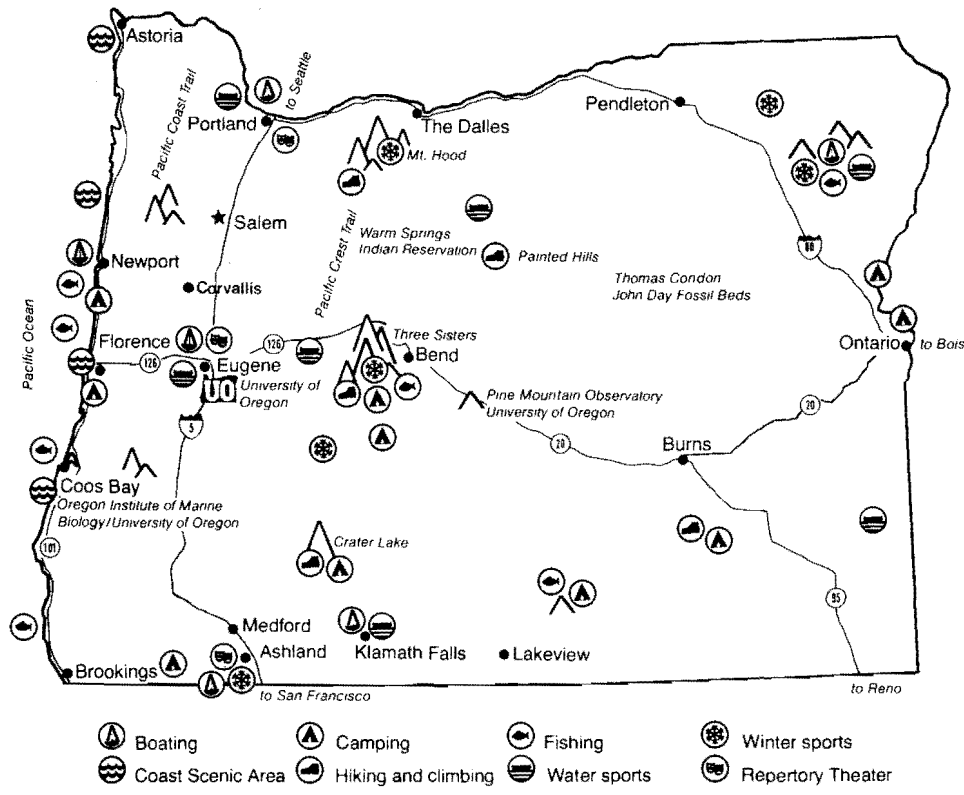 Astoria
to Seattle
Pacific Coast Trail
Portland
The Dalles
Pendleton
Mt. Hood
Salem
Pacific Crest Trail
Warm Springs
Indian Reservation
Painted Hills
Thomas Condon
John Day Fossil Beds
80
Newport
Corvallis
Pacific Ocean
Florence
126
126
Three Sisters
Bend
Ontario
to Bois
Eugene
UO
University of
Oregon
5
Pine Mountain Observatory
University of Oregon
20
20
Burns
Coos Bay
Oregon Institute of Marine
Biology/University of Oregon
101
Crater Lake
95
Medford
Ashland
Klamath Falls
Lakeview
Brookings
to San Francisco
to Reno
Boating
Camping
Fishing
Winter sports
Coast Scenic Area
Hiking and climbing
Water sports
Repertory Theater